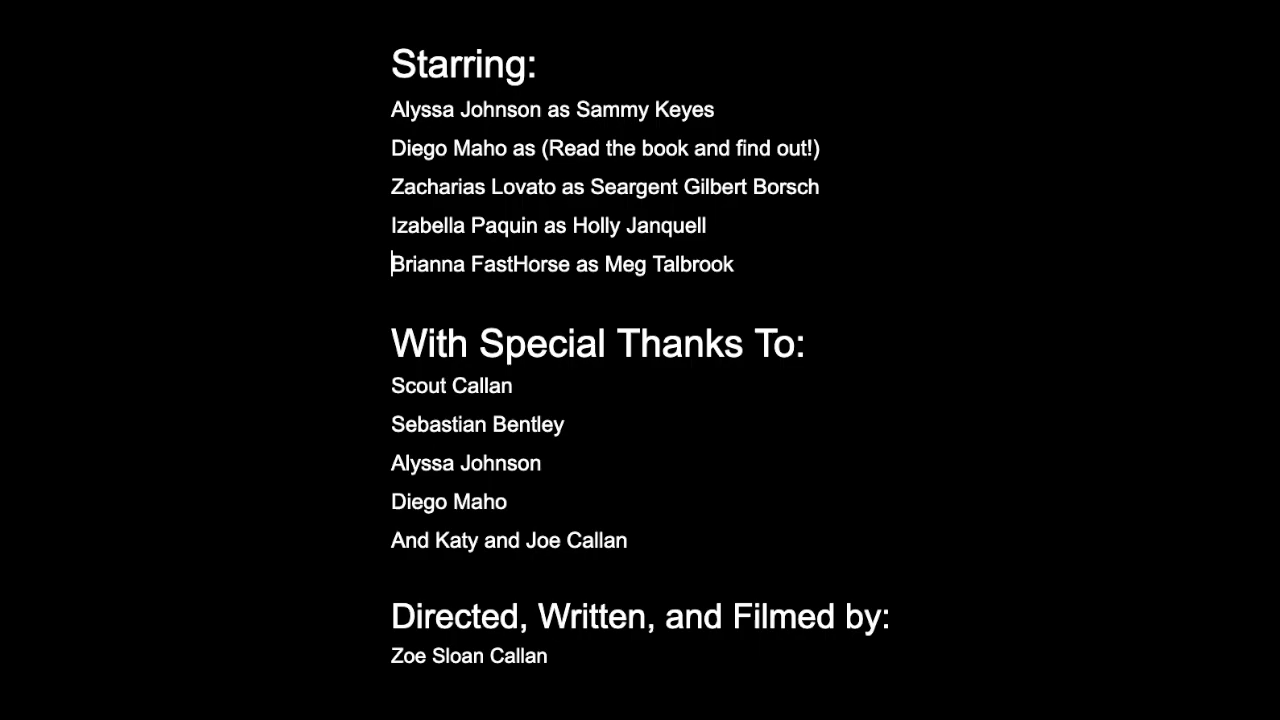 Starring:
Alyssa Johnson as Sammy Keyes
Diego Maho as (Read the book and find out!)
Zacharias Lovato as Seargent Gilbert Borsch
Izabella Paquin as Holly Janquell
Brianna FastHorse as Meg Talbrook
With Special Thanks To:
Scout Callan
Sebastian Bentley
Alyssa Johnson
Diego Maho
And Katy and Joe Callan
Directed, Written, and Filmed by:
Zoe Sloan Callan